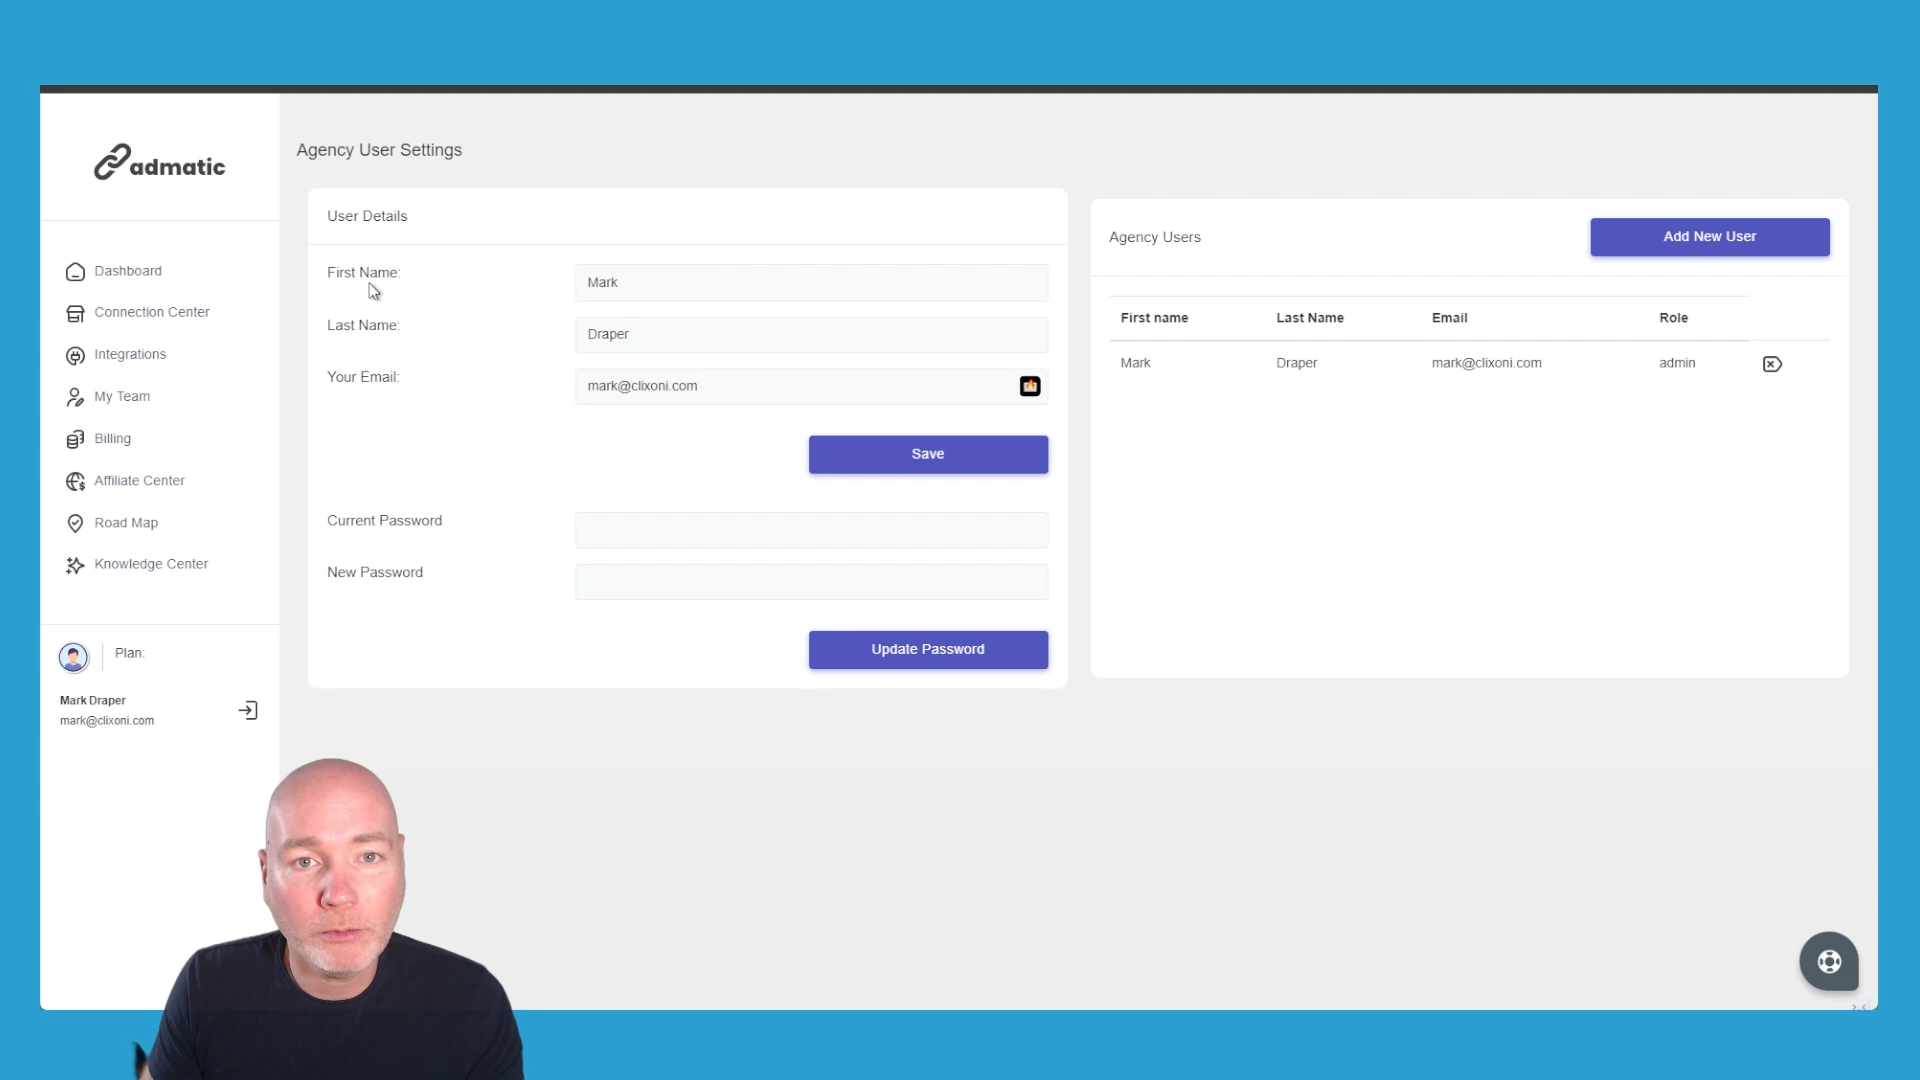 admatic
Dashboard
Connection Center
Integrations
My Team
Billing
Affiliate Center
Road Map
Knowledge Center
Plan:
Mark Draper
mark@clixoni.com
Agency User Settings
User Details
First Name:
Mark
Last Name:
Draper
Your Email:
mark@clixoni.com
Save
Current Password
New Password
Update Password
Agency Users
Add New User
First name Last Name Email Role
Mark Draper mark@clixoni.com admin